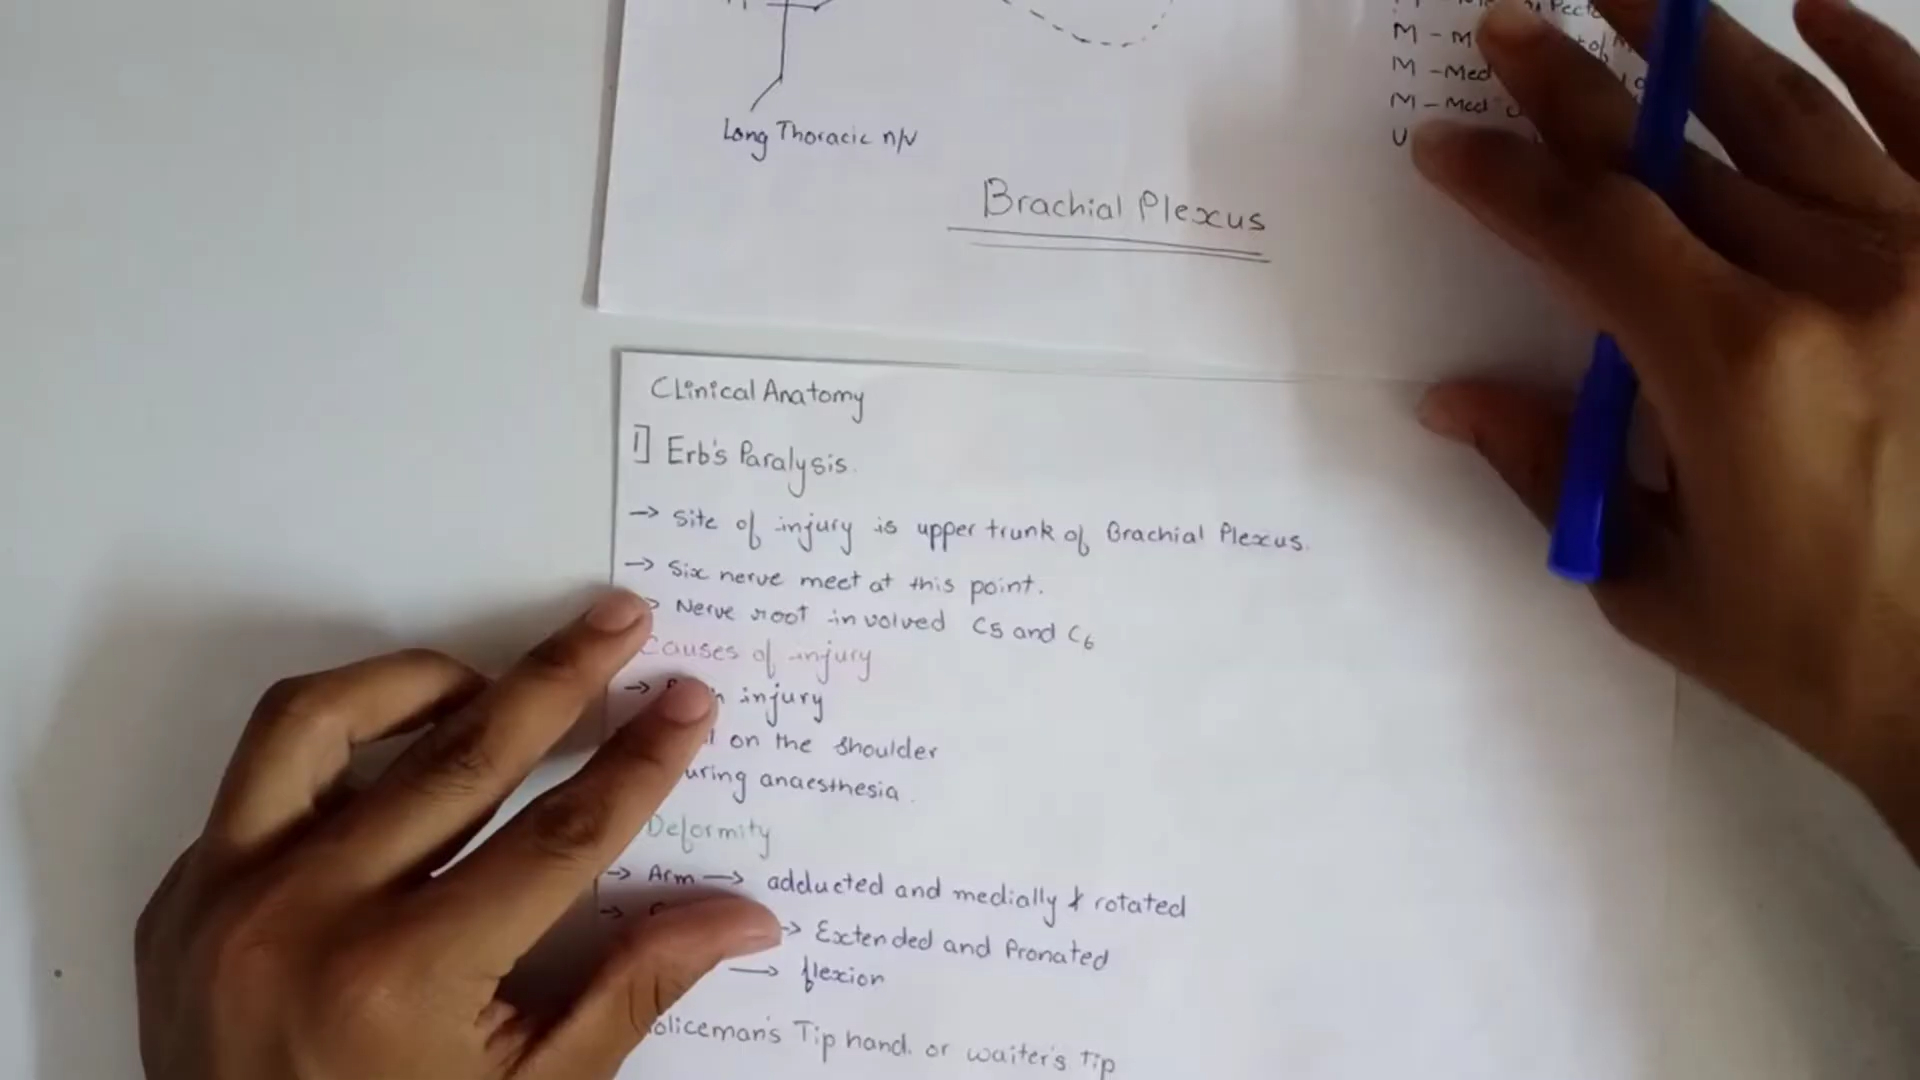 Long Thoracic n/v
M - M
M - Med
M - Med
U
Brachial Plexus
Clinical Anatomy
1] Erb's Paralysis.
→ Site of injury is upper trunk of Brachial Plexus.
→ Six nerve meet at this point.
→ Nerve root involved C5 and C6
Causes of injury
→ injury
on the shoulder
uring anaesthesia.
Deformity
→ Arm → adducted and medially rotated
→ → Extended and Pronated
→ flexion
oliceman's Tip hand. or waiter's Tip